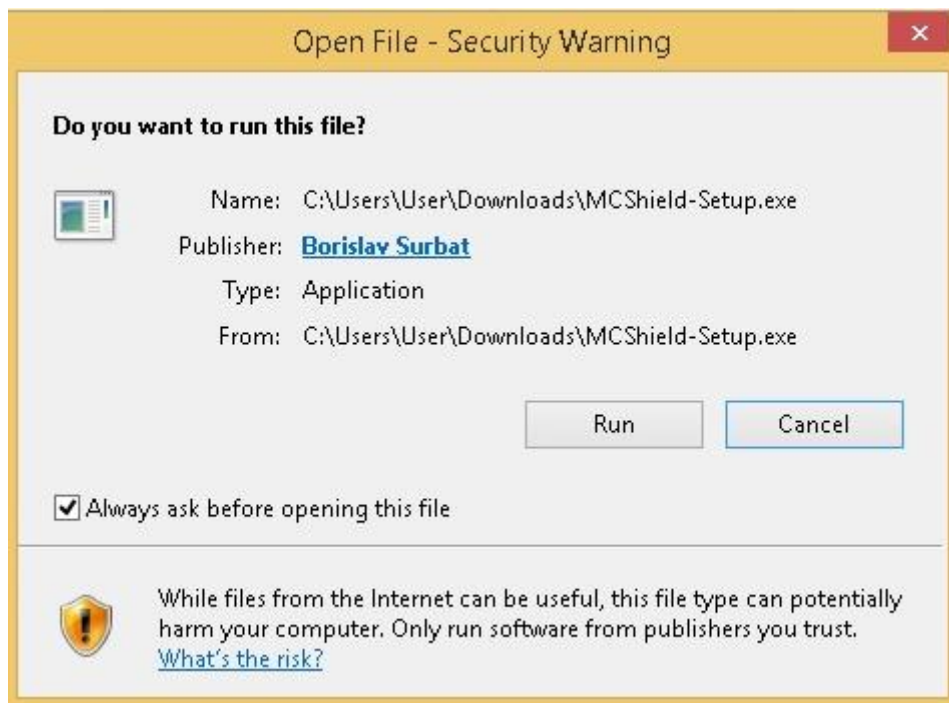 Open File - Security Warning
Do you want to run this file?
Name: C:\Users\User\Downloads\MCShield-Setup.exe
Publisher: Borislav Surbat
Type: Application
From: C:\Users\User\Downloads\MCShield-Setup.exe
Run Cancel
Always ask before opening this file
While files from the Internet can be useful, this file type can potentially
harm your computer. Only run software from publishers you trust.
What's the risk?